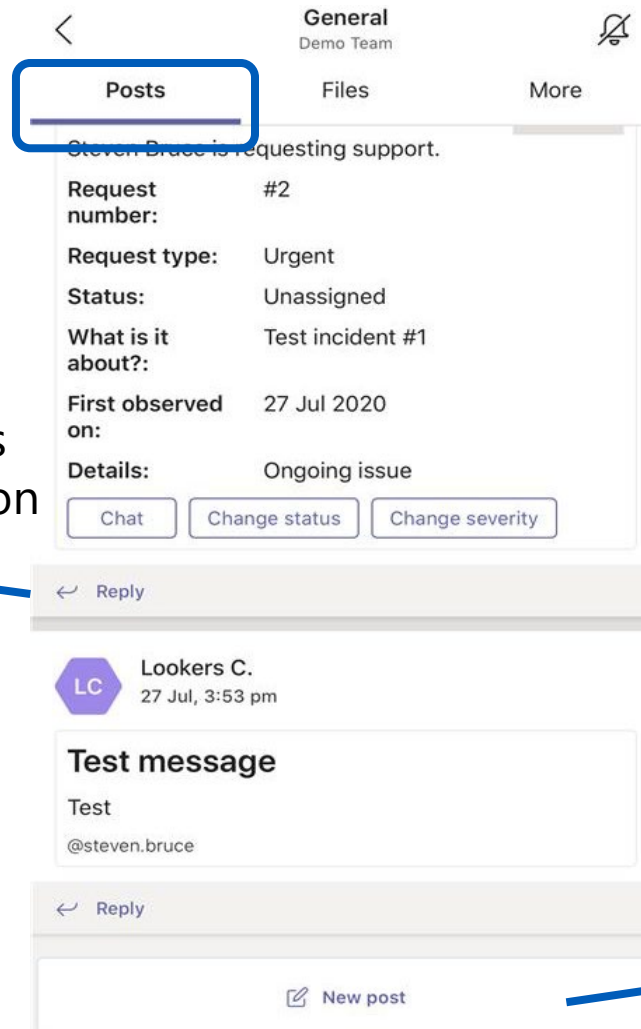 General
Demo Team
Posts Files More
Steven Bruce is requesting support.
Request number: #2
Request type: Urgent
Status: Unassigned
What is it about?: Test incident #1
First observed on: 27 Jul 2020
Details: Ongoing issue
on
Chat Change status Change severity
Reply
LC
Lookers C.
27 Jul, 3:53 pm
Test message
Test
@steven.bruce
Reply
New post